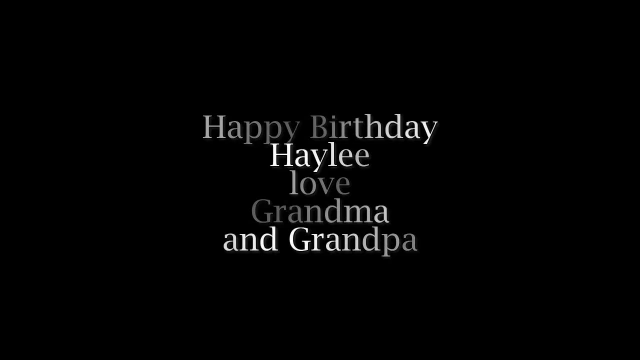 Happy Birthday
Haylee
love
Grandma
and Grandpa